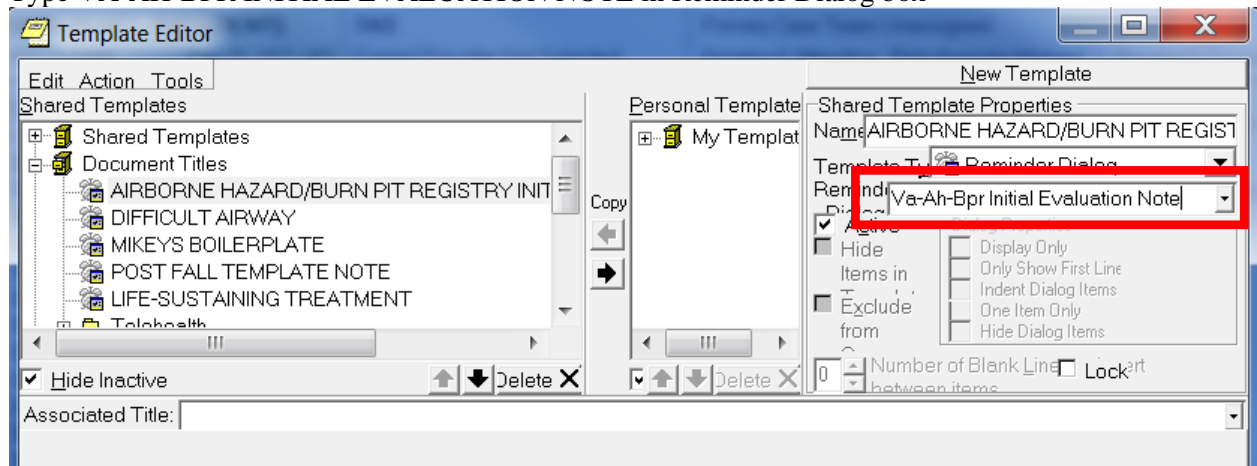 Template Editor
Edit Action Tools
New Template
Shared Templates
Personal Template
Shared Template Properties
Shared Templates
My Templat
Name
AIRBORNE HAZARD/BURN PIT REGIST
Document Titles
Reminder Dialog
AIRBORNE HAZARD/BURN PIT REGISTRY INIT
Copy
Va-Ah-Bpr Initial Evaluation Note
DIFFICULT AIRWAY
Active
MIKEYS BOILERPLATE
Hide
Items in
Display Only
POST FALL TEMPLATE NOTE
Only Show First Line
Indent Dialog Items
LIFE-SUSTAINING TREATMENT
Exclude
from
One Item Only
Hide Dialog Items
Telehealth
Hide Inactive
Delete
Delete
0
Number of Blank Line
Lock
between items
Associated Title: